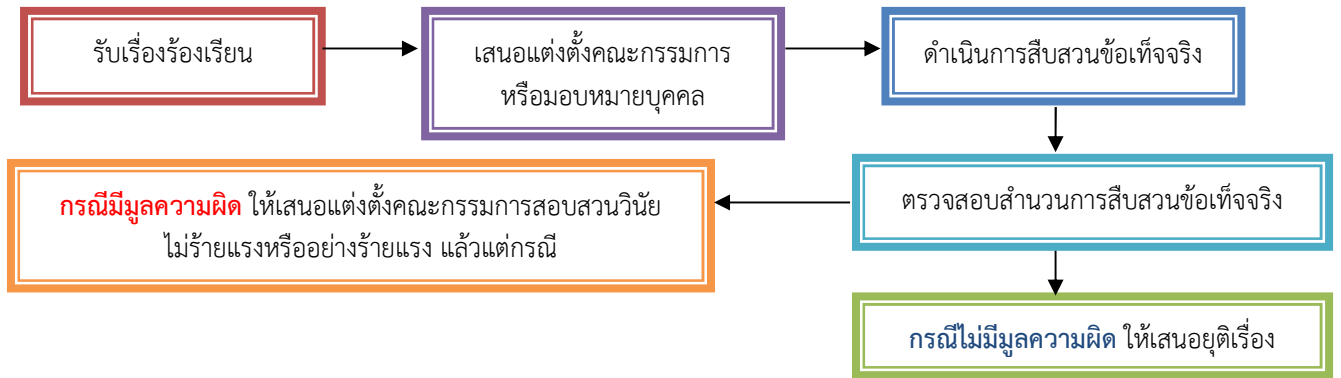 รับเรื่องร้องเรียน
เสนอแต่งตั้งคณะกรรมการ
หรือมอบหมายบุคคล
ดำเนินการสืบสวนข้อเท็จจริง
ตรวจสอบสำนวนการสืบสวนข้อเท็จจริง
กรณีมีมูลความผิด ให้เสนอแต่งตั้งคณะกรรมการสอบสวนวินัย
ไม่ร้ายแรงหรืออย่างร้ายแรง แล้วแต่กรณี
กรณีไม่มีมูลความผิด ให้เสนอยุติเรื่อง